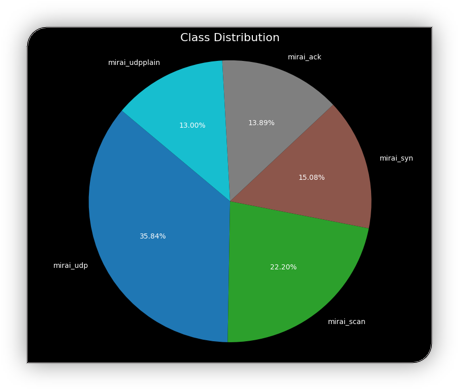 Class Distribution
mirai_udpplain
mirai_ack
13.00%
13.89%
mirai_syn
15.08%
35.84%
mirai_udp
22.20%
mirai_scan